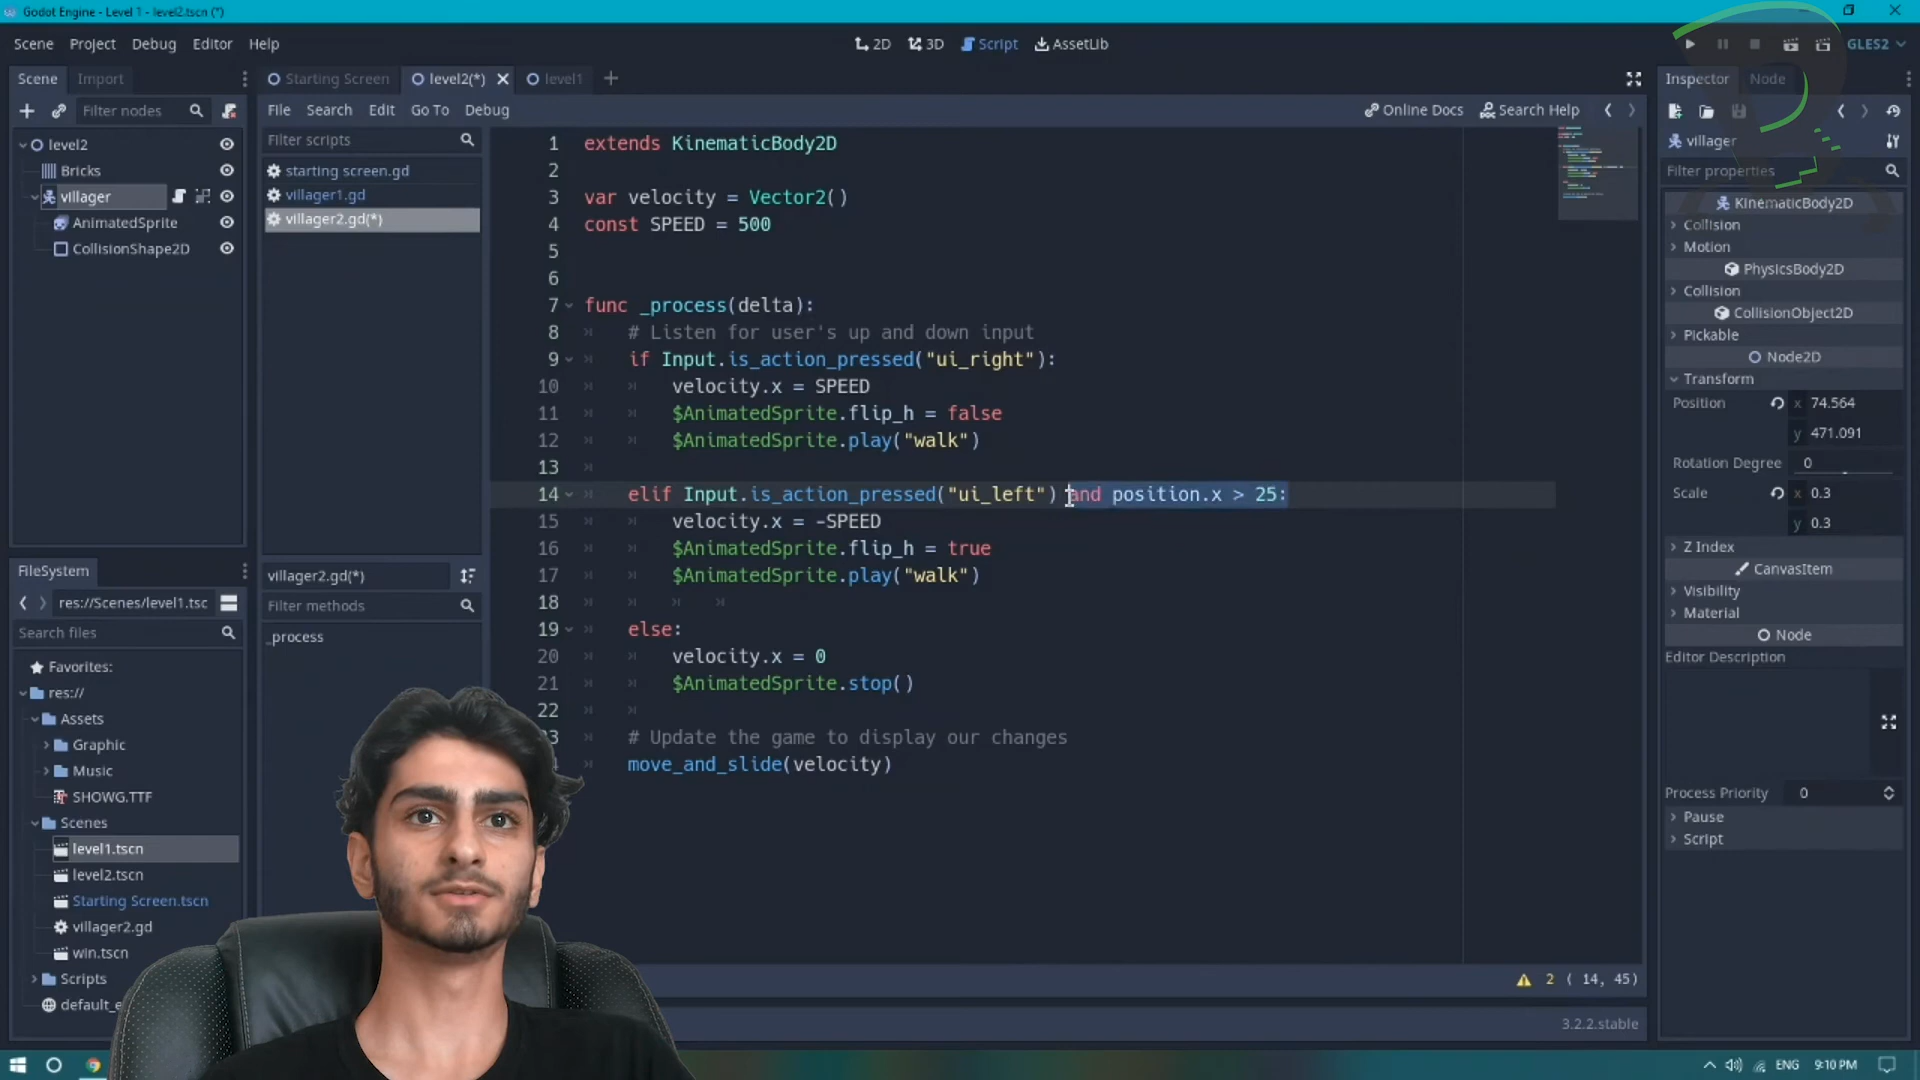 Godot Engine - Level 1 - level2.tscn (*)
Scene Project Debug Editor Help
2D 3D Script AssetLib
GLES2
Scene Import
Starting Screen level2(*) level1
Inspector Node
Filter nodes
File Search Edit Go To Debug
Online Docs Search Help
level2
Bricks
villager
AnimatedSprite
CollisionShape2D
Filter scripts
starting screen.gd
villager1.gd
villager2.gd(*)
villager2.gd(*)
Filter methods
_process
1 extends KinematicBody2D
2
3 var velocity = Vector2()
4 const SPEED = 500
5
6
7 func _process(delta):
8 # Listen for user's up and down input
9 if Input.is_action_pressed("ui_right"):
10 velocity.x = SPEED
11 $AnimatedSprite.flip_h = false
12 $AnimatedSprite.play("walk")
13
14 elif Input.is_action_pressed("ui_left") and position.x > 25:
15 velocity.x = -SPEED
16 $AnimatedSprite.flip_h = true
17 $AnimatedSprite.play("walk")
18
19 else:
20 velocity.x = 0
21 $AnimatedSprite.stop()
22
# Update the game to display our changes
move_and_slide(velocity)
2 ( 14, 45)
3.2.2.stable
FileSystem
res://Scenes/level1.tsc
Search files
Favorites:
res://
Assets
Graphic
Music
SHOWG.TTF
Scenes
level1.tscn
level2.tscn
Starting Screen.tscn
villager2.gd
win.tscn
Scripts
villager
Filter properties
KinematicBody2D
Collision
Motion
PhysicsBody2D
Collision
CollisionObject2D
Pickable
Node2D
Transform
Position x 74.564
y 471.091
Rotation Degree 0
Scale x 0.3
y 0.3
Z Index
CanvasItem
Visibility
Material
Node
Editor Description
Process Priority 0
Pause
Script
ENG 9:10 PM